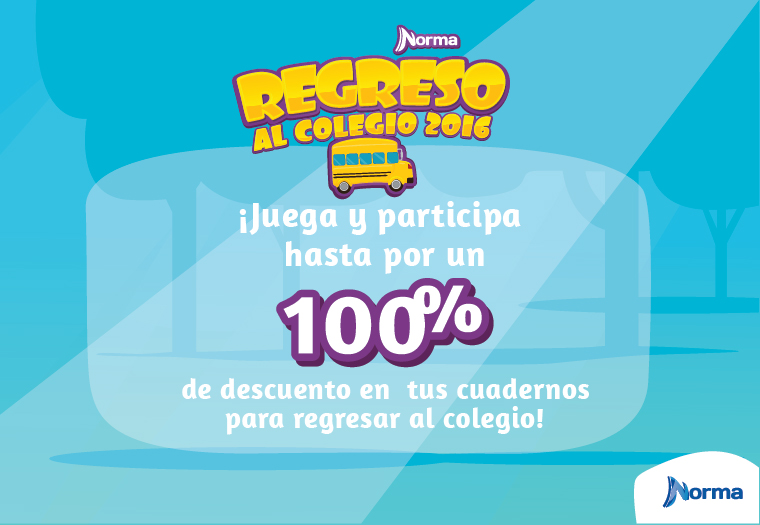 Norma
REGRESO
AL COLEGIO 2016
¡Juega y participa
hasta por un
100%
de descuento en tus cuadernos
para regresar al colegio!
Norma